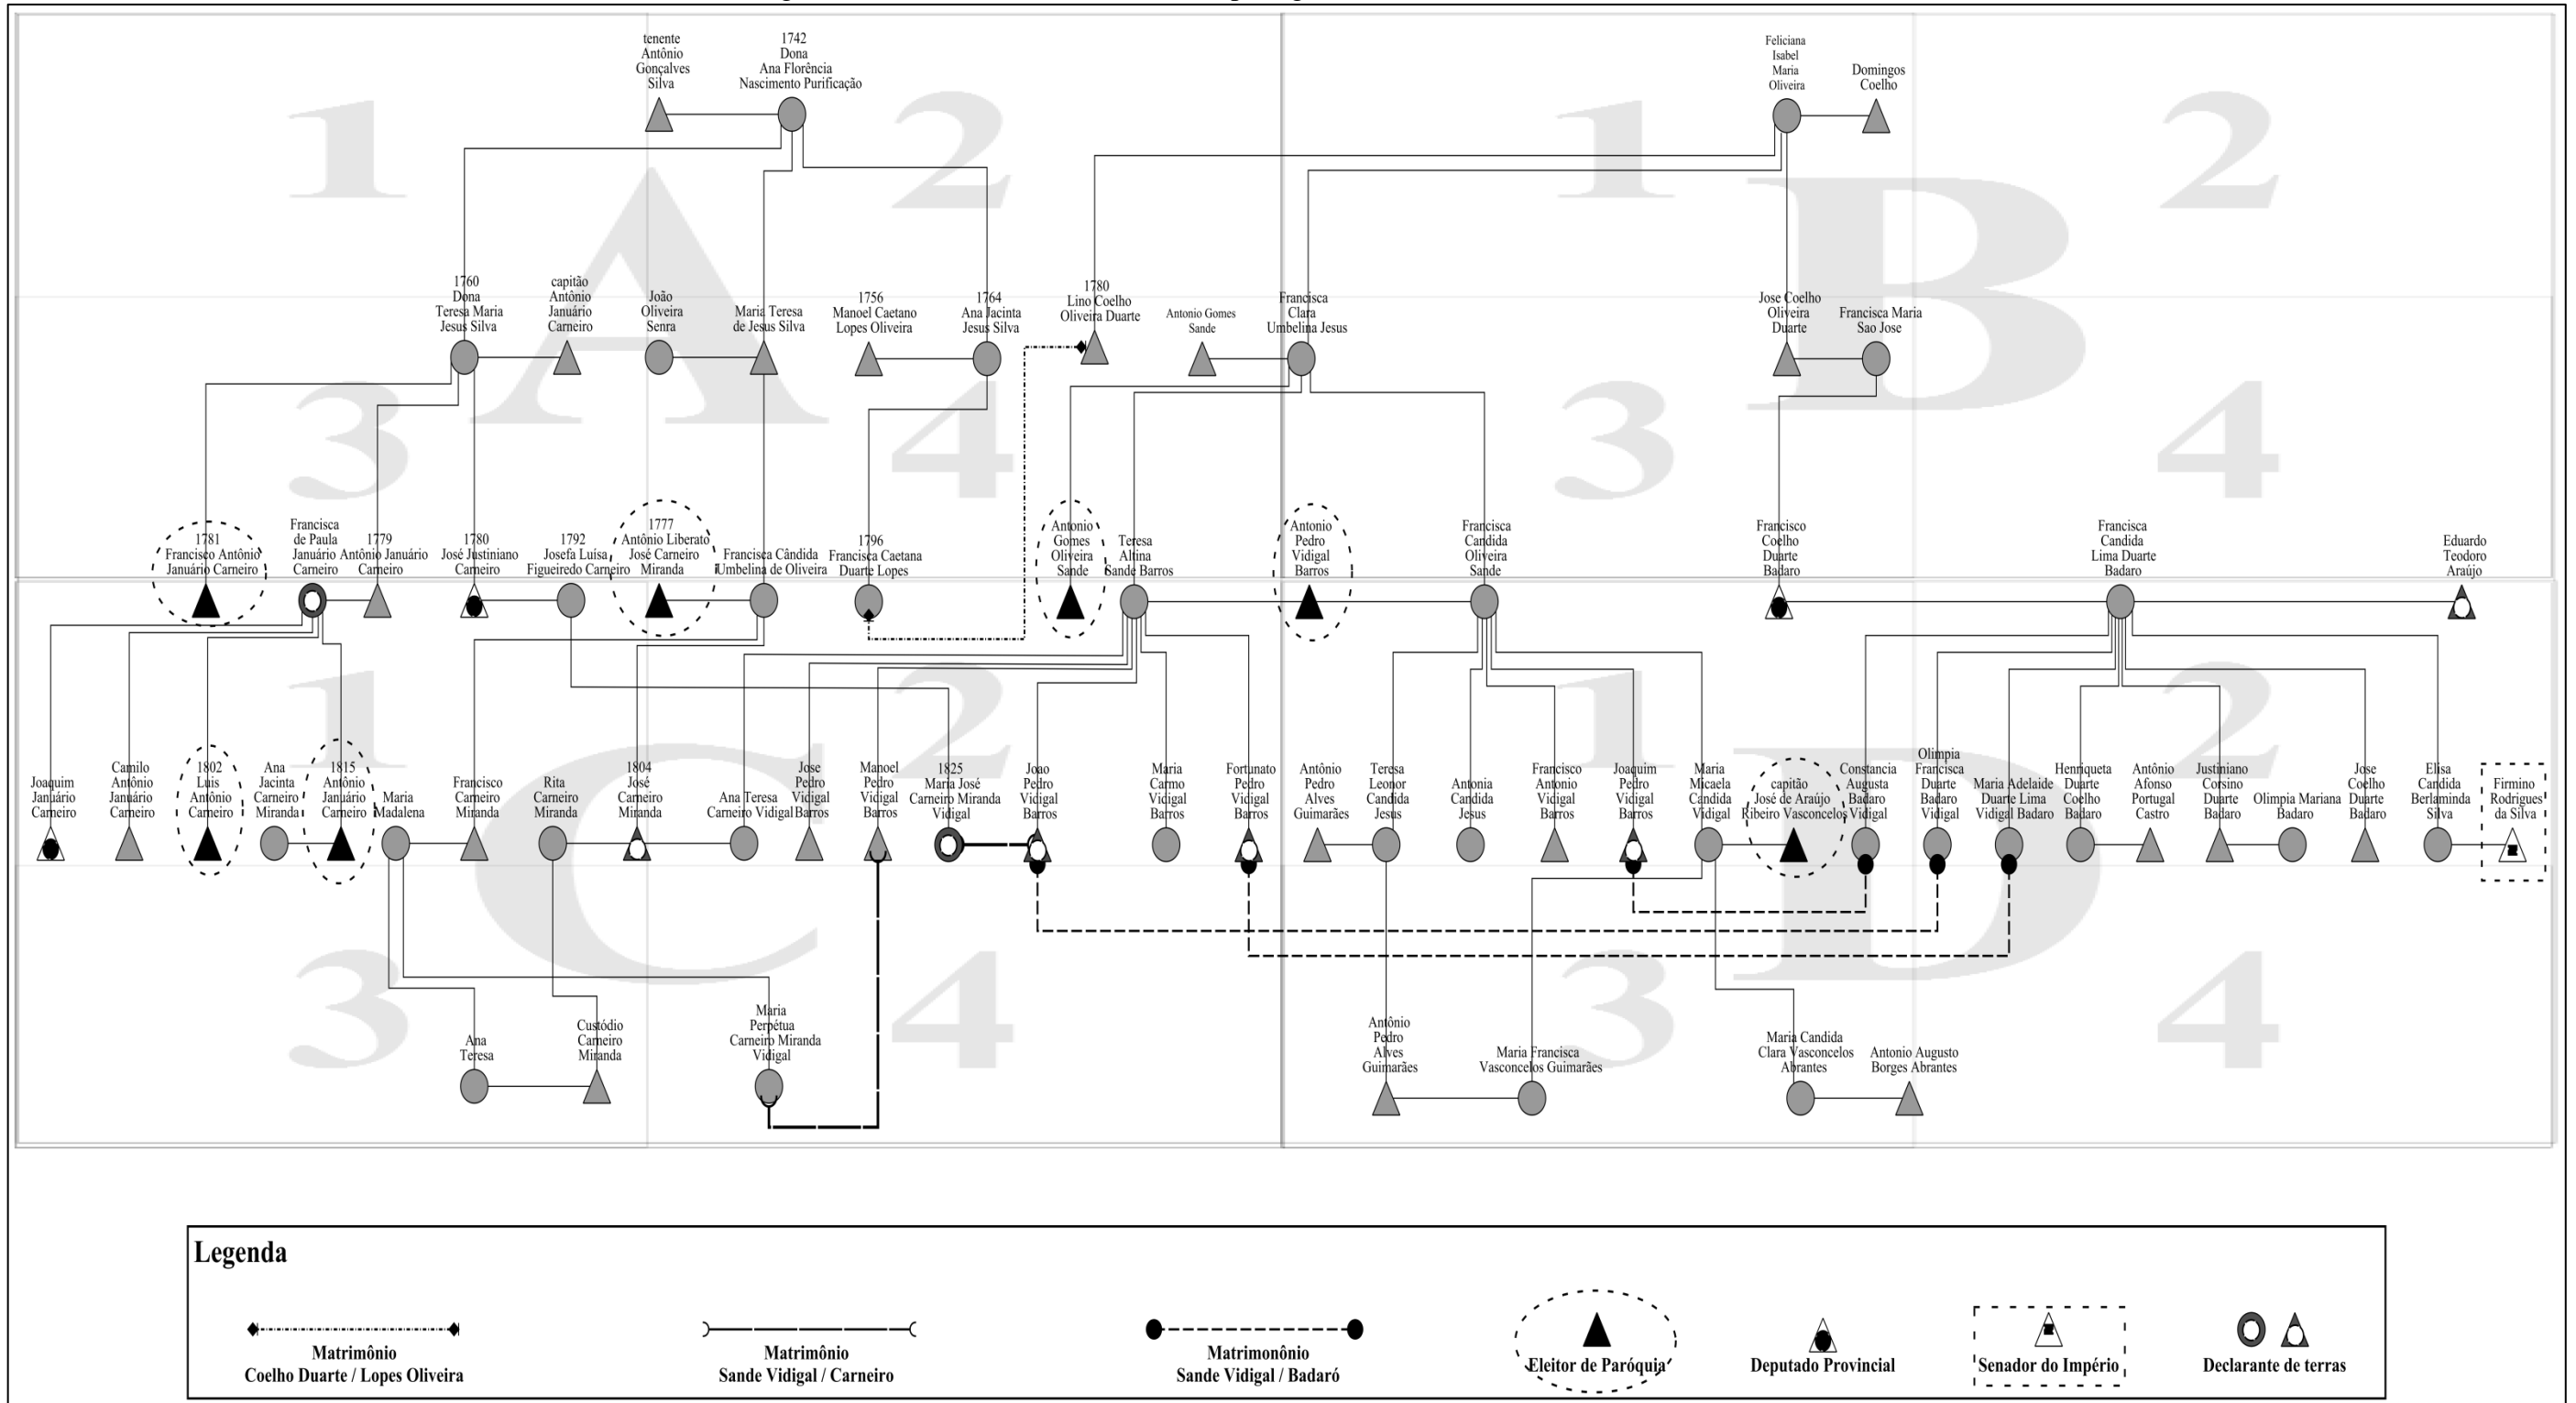 tenente
Antônio
Gonçalves
Silva
1742
Dona
Ana Florência
Nascimento Purificação
Feliciana
Isabel
Maria
Oliveira
Domingos
Coelho
1
2
1
2
A
B
1760
Dona
Teresa Maria
Jesus Silva
capitão
Antônio
Januário
Carneiro
João
Oliveira
Senra
Maria Teresa
de Jesus Silva
1756
Manoel Caetano
Lopes Oliveira
1764
Ana Jacinta
Jesus Silva
1780
Lino Coelho
Oliveira Duarte
Antonio Gomes
Sande
Francisca
Clara
Umbelina Jesus
Jose Coelho
Oliveira
Duarte
Francisca Maria
Sao Jose
3
4
3
4
1781
Francisco Antônio
Januário Carneiro
Francisca
de Paula
Januário
Carneiro
1779
Antônio Januário
Carneiro
1780
José Justiniano
Carneiro
1792
Josefa Luísa
Figueiredo Carneiro
1777
Antônio Liberato
José Carneiro
Miranda
Francisca Cândida
Umbelina de Oliveira
1796
Francisca Caetana
Duarte Lopes
Antonio
Gomes
Oliveira
Sande
Teresa
Altina
Sande Barros
Antonio
Pedro
Vidigal
Barros
Francisca
Candida
Oliveira
Sande
Francisco
Coelho
Duarte
Badaro
Francisca
Candida
Lima Duarte
Badaro
Eduardo
Teodoro
Araújo
1
2
1
2
C
D
Joaquim
Januário
Carneiro
Camilo
Antônio
Januário
Carneiro
1802
Luis
Antônio
Carneiro
Ana
Jacinta
Carneiro
Miranda
1815
Antônio
Januário
Carneiro
Maria
Madalena
Francisco
Carneiro
Miranda
Rita
Carneiro
Miranda
1804
José
Carneiro
Miranda
Ana Teresa
Carneiro Vidigal
Jose
Pedro
Vidigal
Barros
Manoel
Pedro
Vidigal
Barros
1825
Maria José
Carneiro Miranda
Vidigal
Joao
Pedro
Vidigal
Barros
Maria
Carmo
Vidigal
Barros
Fortunato
Pedro
Vidigal
Barros
Antônio
Pedro
Alves
Guimarães
Teresa
Leonor
Candida
Jesus
Antonia
Candida
Jesus
Francisco
Antonio
Vidigal
Barros
Joaquim
Pedro
Vidigal
Barros
Maria
Micaela
Candida
Vidigal
capitão
José de Araújo
Ribeiro Vasconcelos
Constancia
Augusta
Badaro
Vidigal
Olimpia
Francisca
Duarte
Badaro
Vidigal
Maria Adelaide
Duarte Lima
Vidigal Badaro
Henriqueta
Duarte
Coelho
Badaro
Antônio
Afonso
Portugal
Castro
Justiniano
Corsino
Duarte
Badaro
Olimpia Mariana
Badaro
Jose
Coelho
Duarte
Badaro
Elisa
Candida
Berlaminda
Silva
Firmino
Rodrigues
da Silva
3
4
3
4
Ana
Teresa
Custódio
Carneiro
Miranda
Maria
Perpétua
Carneiro Miranda
Vidigal
Antônio
Pedro
Alves
Guimarães
Maria Francisca
Vasconcelos Guimarães
Maria Candida
Clara Vasconcelos
Abrantes
Antonio Augusto
Borges Abrantes
Legenda
Matrimônio
Coelho Duarte / Lopes Oliveira
Matrimônio
Sande Vidigal / Carneiro
Matrimonônio
Sande Vidigal / Badaró
Eleitor de Paróquia
Deputado Provincial
Senador do Império
Declarante de terras